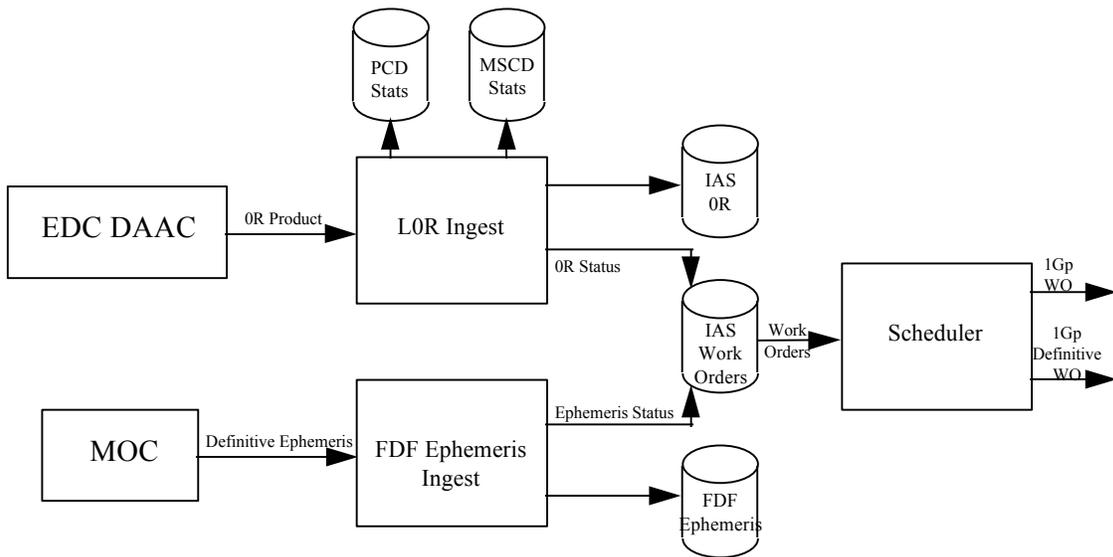 PCD
Stats
MSCD
Stats
IAS
0R
EDC DAAC
0R Product
L0R Ingest
0R Status
1Gp
WO
IAS
Work
Orders
Work
Orders
Scheduler
1Gp
Definitive
WO
Ephemeris Status
MOC
Definitive Ephemeris
FDF Ephemeris
Ingest
FDF
Ephemeris